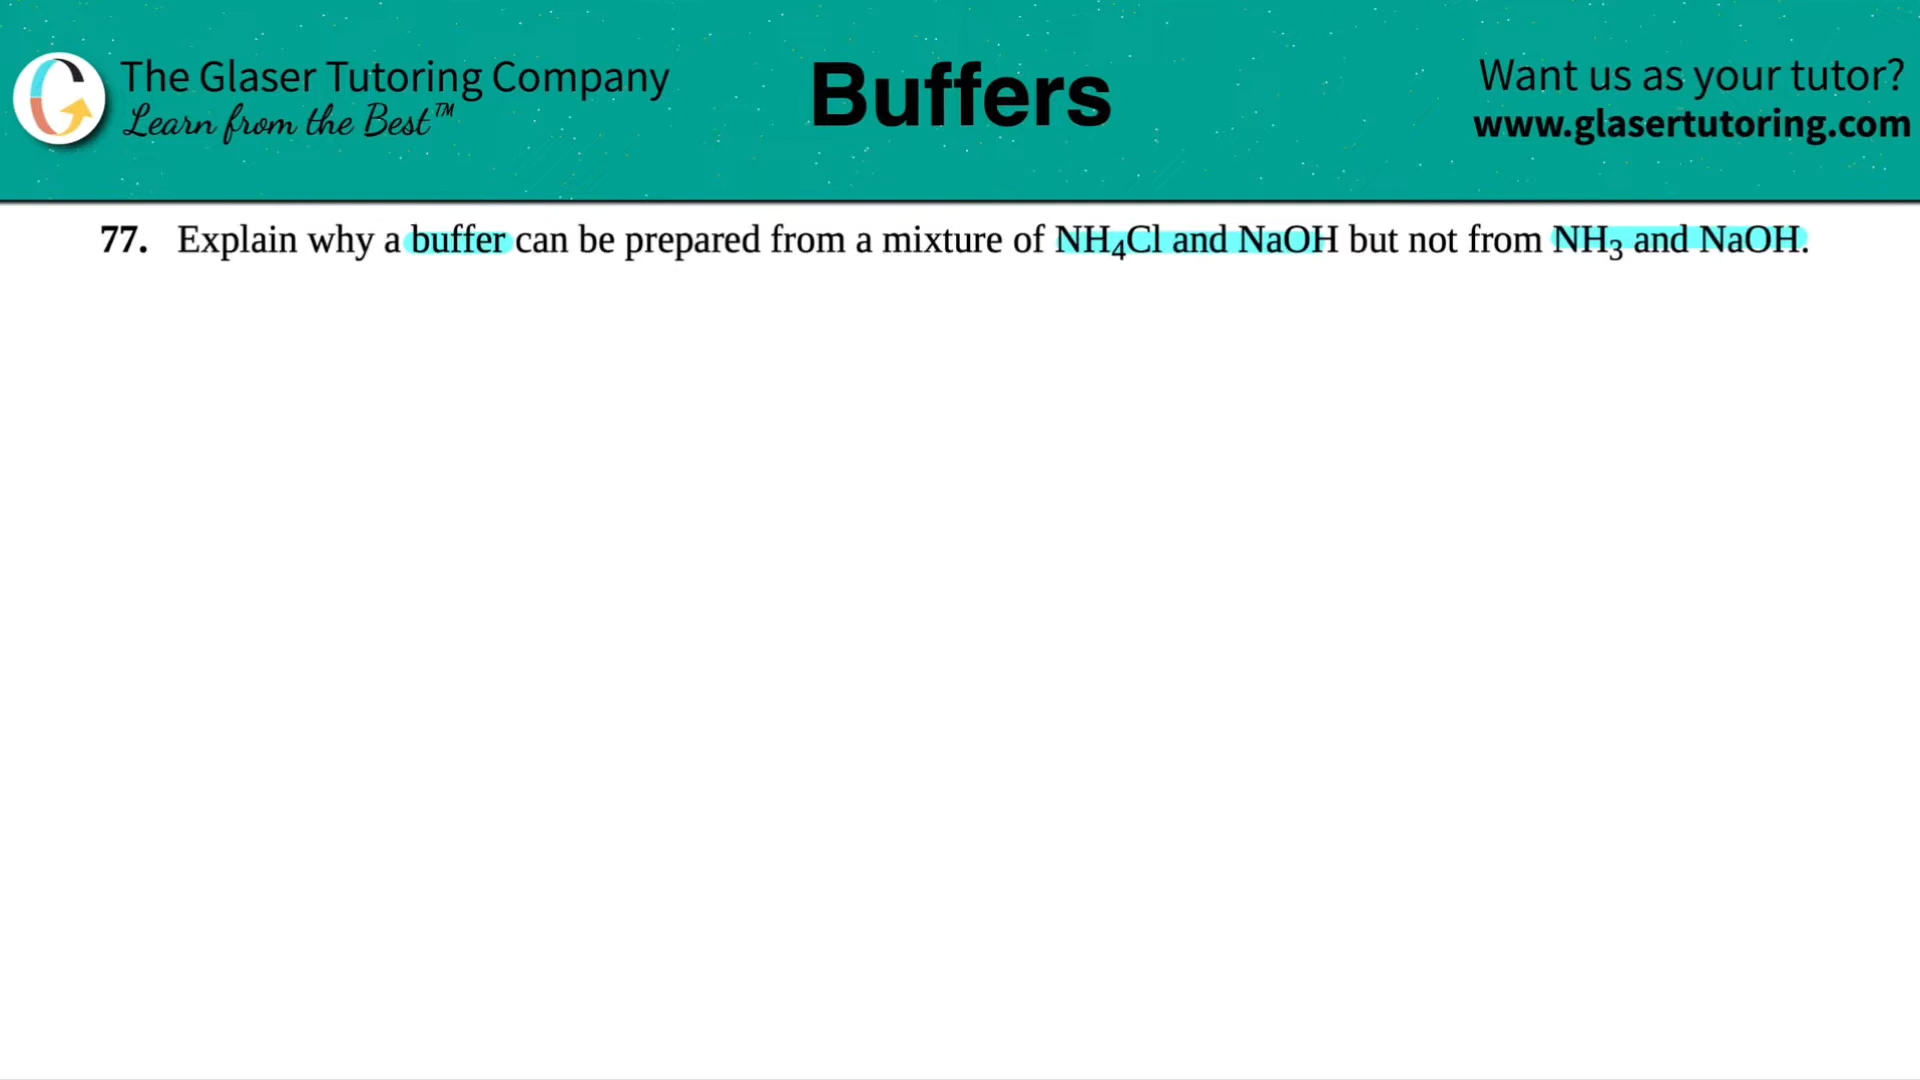 The Glaser Tutoring Company
Learn from the Best™
Buffers
Want us as your tutor?
www.glasertutoring.com
77. Explain why a buffer can be prepared from a mixture of NH₄Cl and NaOH but not from NH₃ and NaOH.